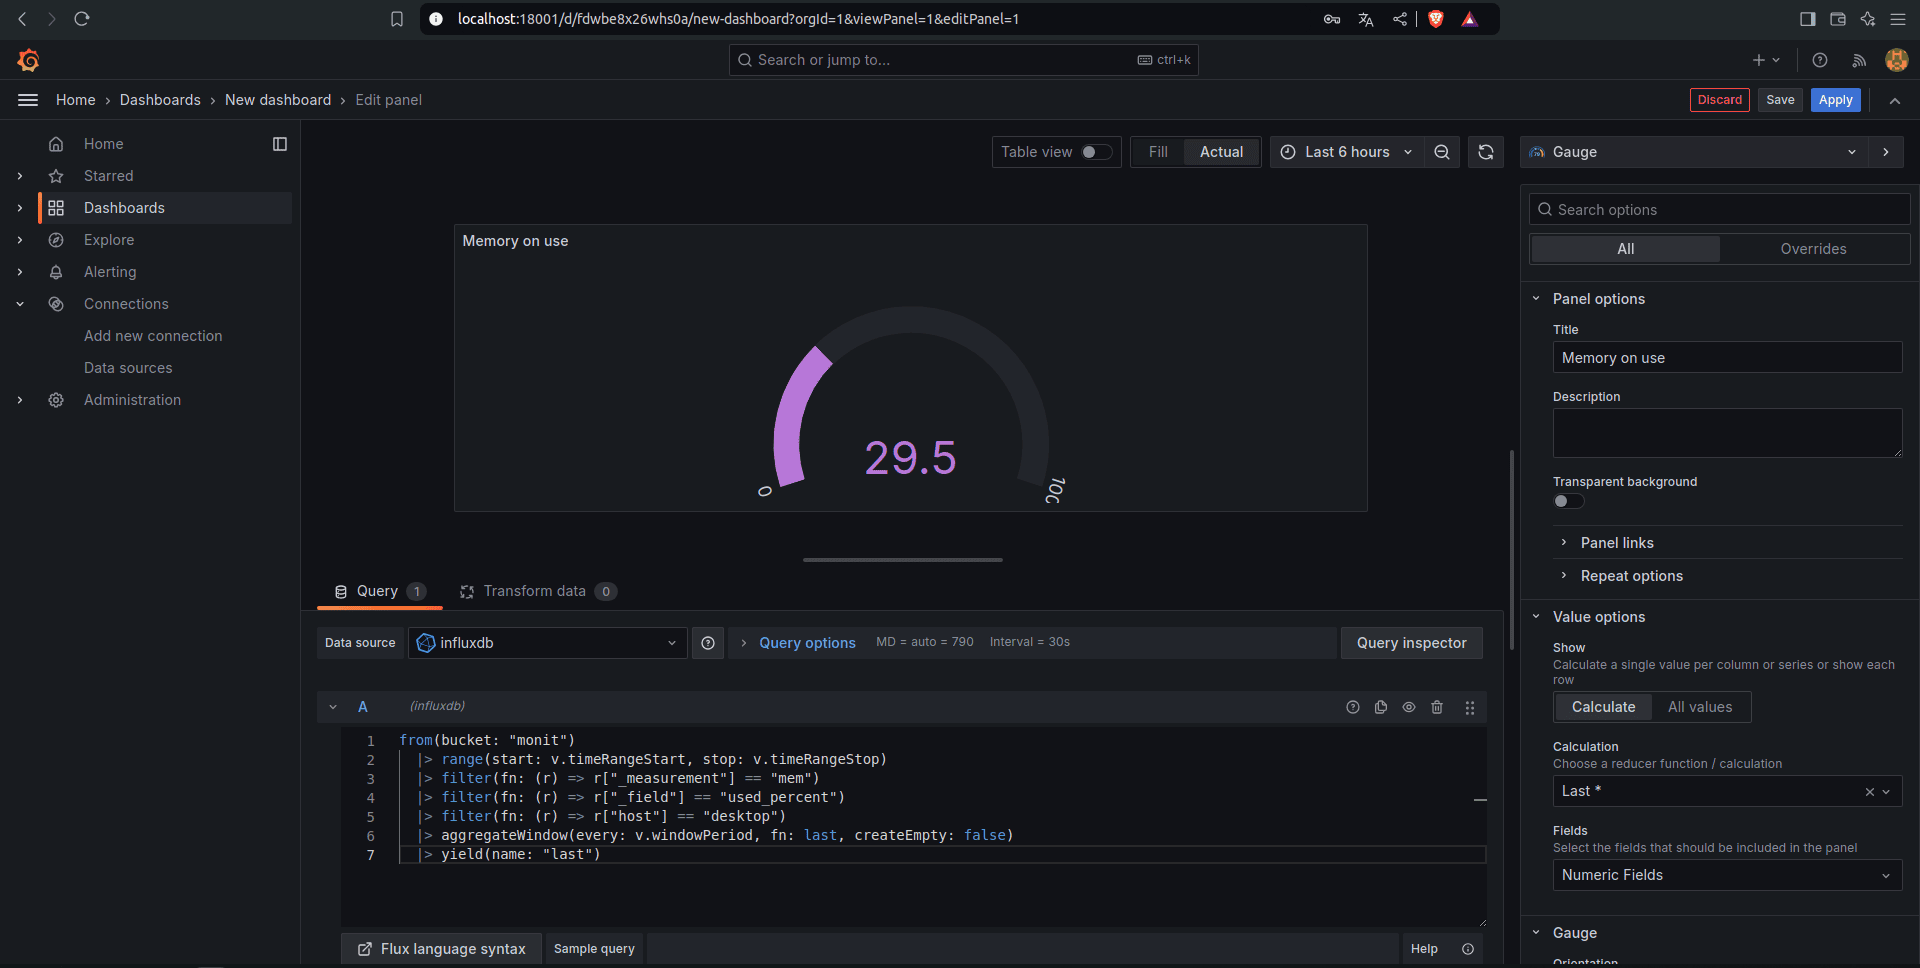 localhost:18001/d/fdwbe8x26whs0a/new-dashboard?orgId=1&viewPanel=1&editPanel=1
Search or jump to...
ctrl+k
Home › Dashboards › New dashboard › Edit panel
Discard
Save
Apply
Home
Starred
Dashboards
Explore
Alerting
Connections
Add new connection
Data sources
Administration
Table view
Fill
Actual
Last 6 hours
Memory on use
29.5
0
100
Query 1
Transform data 0
Data source
influxdb
Query options
MD = auto = 790
Interval = 30s
Query inspector
A
(influxdb)
1 from(bucket: "monit")
2 |> range(start: v.timeRangeStart, stop: v.timeRangeStop)
3 |> filter(fn: (r) => r["_measurement"] == "mem")
4 |> filter(fn: (r) => r["_field"] == "used_percent")
5 |> filter(fn: (r) => r["host"] == "desktop")
6 |> aggregateWindow(every: v.windowPeriod, fn: last, createEmpty: false)
7 |> yield(name: "last")
Flux language syntax
Sample query
Help
Gauge
Search options
All
Overrides
Panel options
Title
Memory on use
Description
Transparent background
Panel links
Repeat options
Value options
Show
Calculate a single value per column or series or show each
row
Calculate
All values
Calculation
Choose a reducer function / calculation
Last *
Fields
Select the fields that should be included in the panel
Numeric Fields
Gauge
Orientation